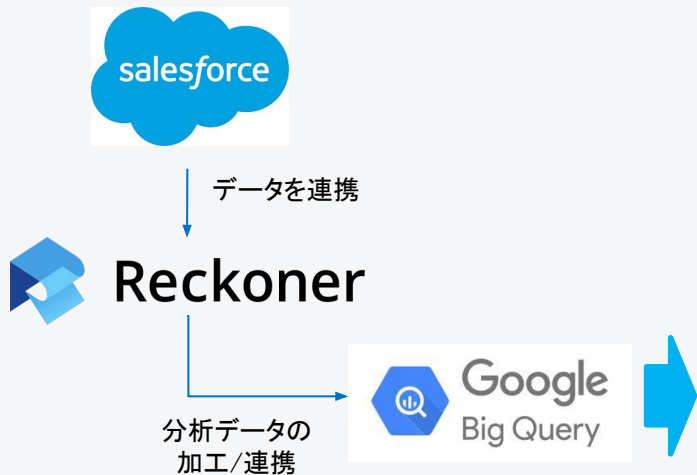 salesforce
データを連携
Reckoner
Google
Big Query
分析データの
加工/連携